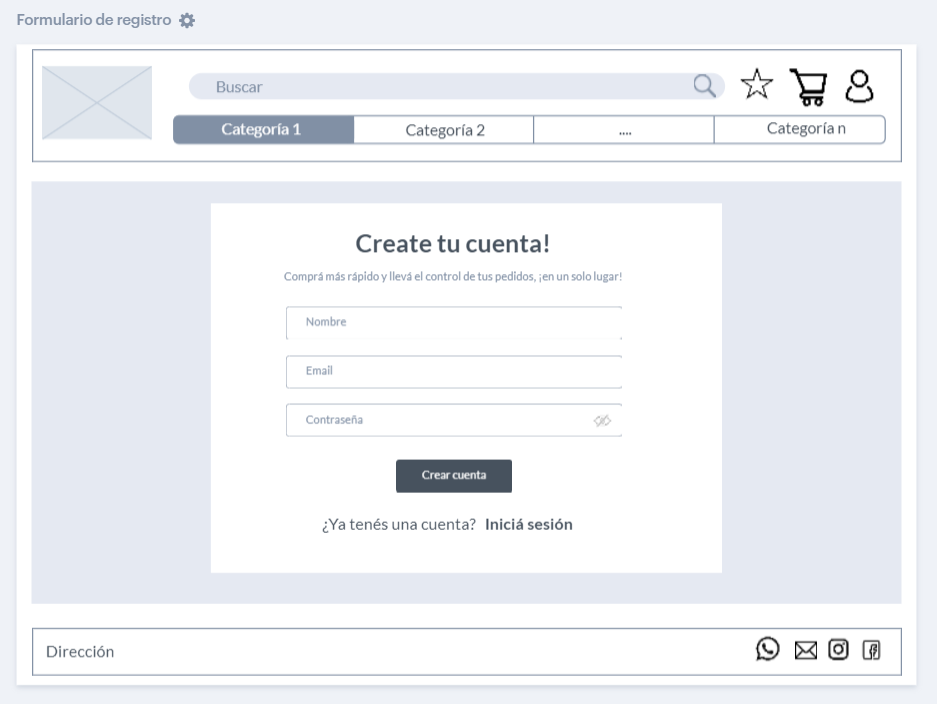 Formulario de registro
Buscar
Categoría 1
Categoría 2
....
Categoría n
Create tu cuenta!
Comprá más rápido y llevá el control de tus pedidos, ¡en un solo lugar!
Nombre
Email
Contraseña
Crear cuenta
¿Ya tenés una cuenta? Iniciá sesión
Dirección